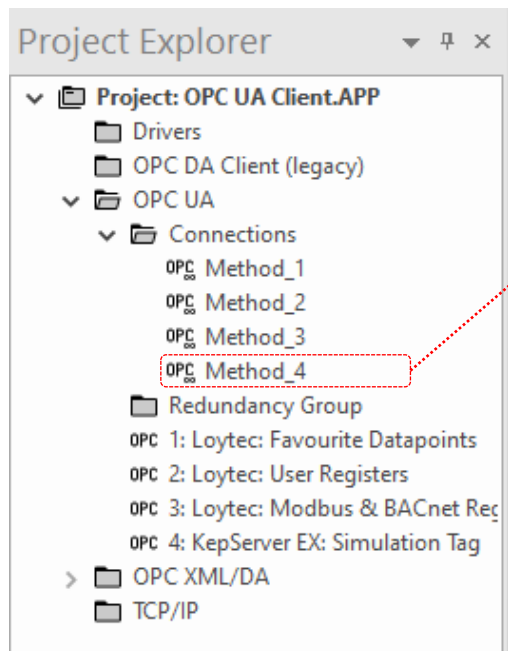 Project Explorer
Project: OPC UA Client.APP
Drivers
OPC DA Client (legacy)
OPC UA
Connections
OPC Method_1
OPC Method_2
OPC Method_3
OPC Method_4
Redundancy Group
OPC 1: Loytec: Favourite Datapoints
OPC 2: Loytec: User Registers
OPC 3: Loytec: Modbus & BACnet Reg
OPC 4: KepServer EX: Simulation Tag
OPC XML/DA
TCP/IP